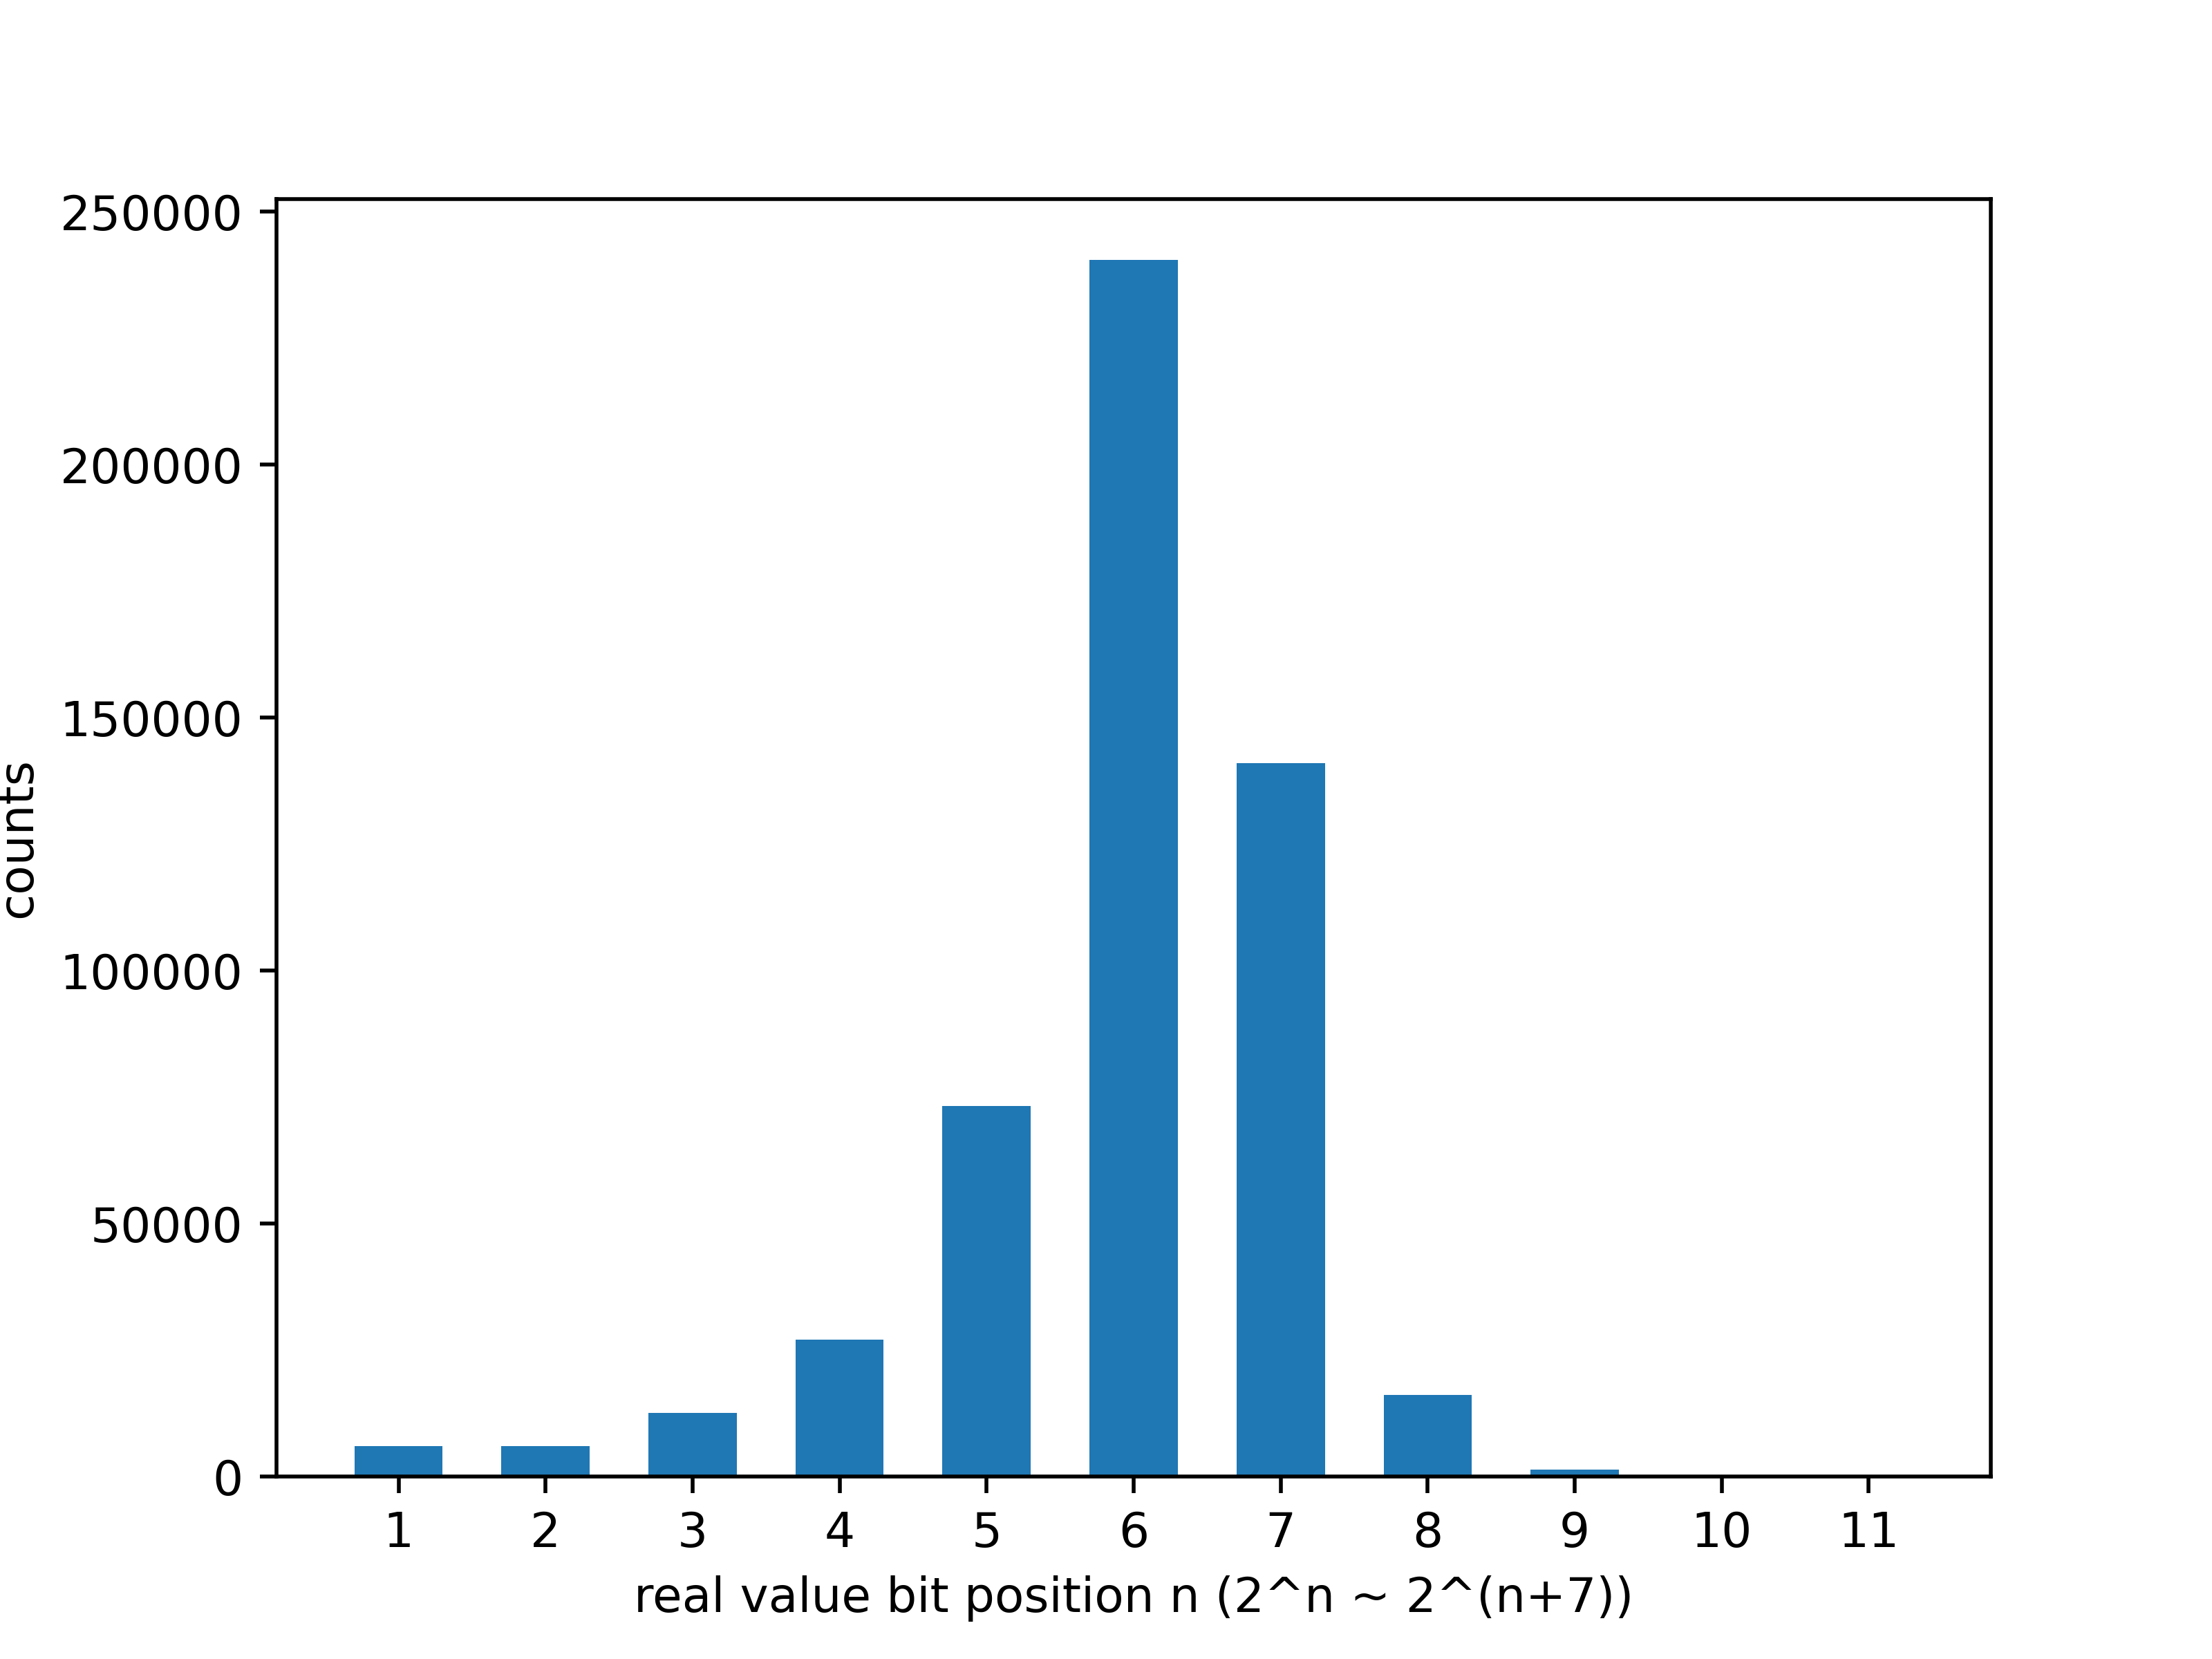 250000
200000
150000
100000
50000
0
counts
1 2 3 4 5 6 7 8 9 10 11
real value bit position n (2^n ~ 2^(n+7))